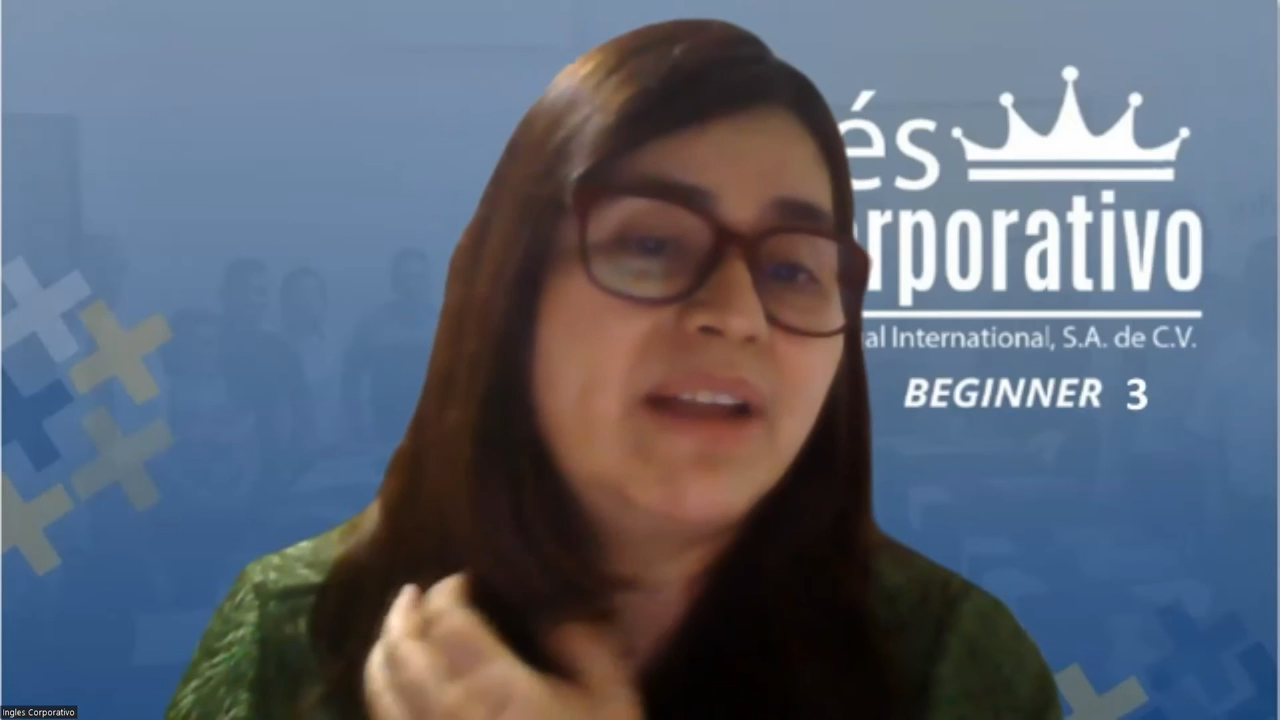 és
rporativo
al International, S.A. de C.V.
BEGINNER 3
Ingles Corporativo